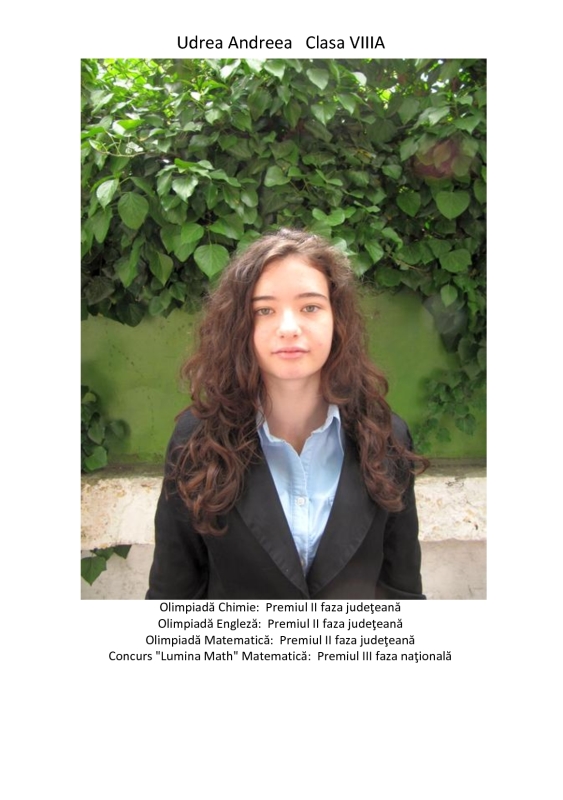 Udrea Andreea Clasa VIIIA
Olimpiadă Chimie: Premiul II faza judeţeană
Olimpiadă Engleză: Premiul II faza judeţeană
Olimpiadă Matematică: Premiul II faza judeţeană
Concurs "Lumina Math" Matematică: Premiul III faza naţională